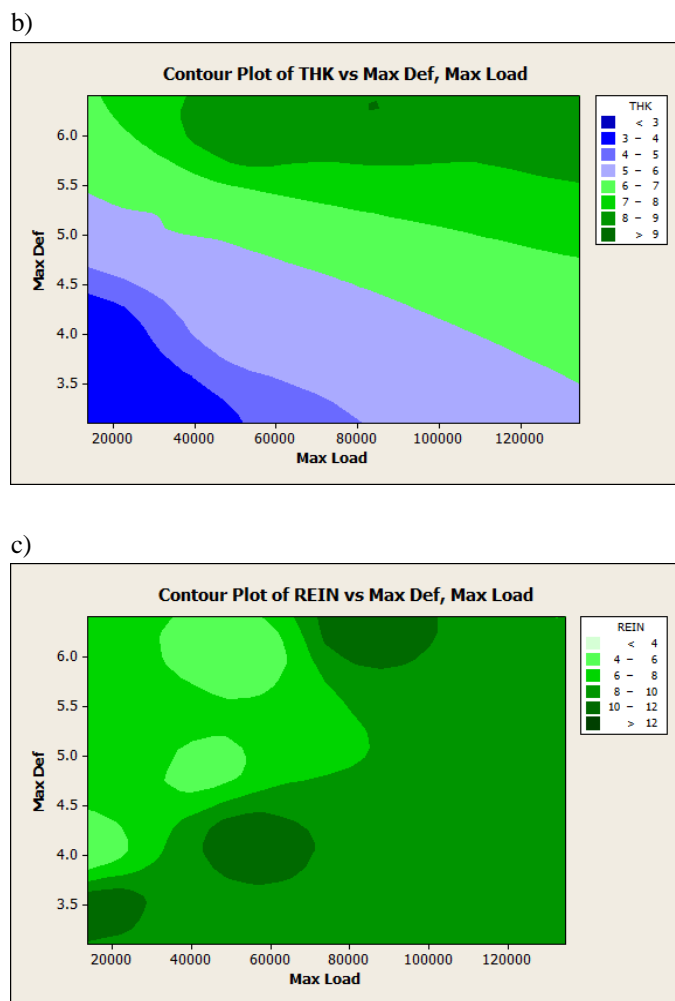 b)
Contour Plot of THK vs Max Def, Max Load
THK
< 3
3 – 4
4 – 5
5 – 6
6 – 7
7 – 8
8 – 9
> 9
6.0
5.5
5.0
4.5
4.0
3.5
Max Def
20000 40000 60000 80000 100000 120000
Max Load
c)
Contour Plot of REIN vs Max Def, Max Load
REIN
< 4
4 – 6
6 – 8
8 – 10
10 – 12
> 12
6.0
5.5
5.0
4.5
4.0
3.5
Max Def
20000 40000 60000 80000 100000 120000
Max Load